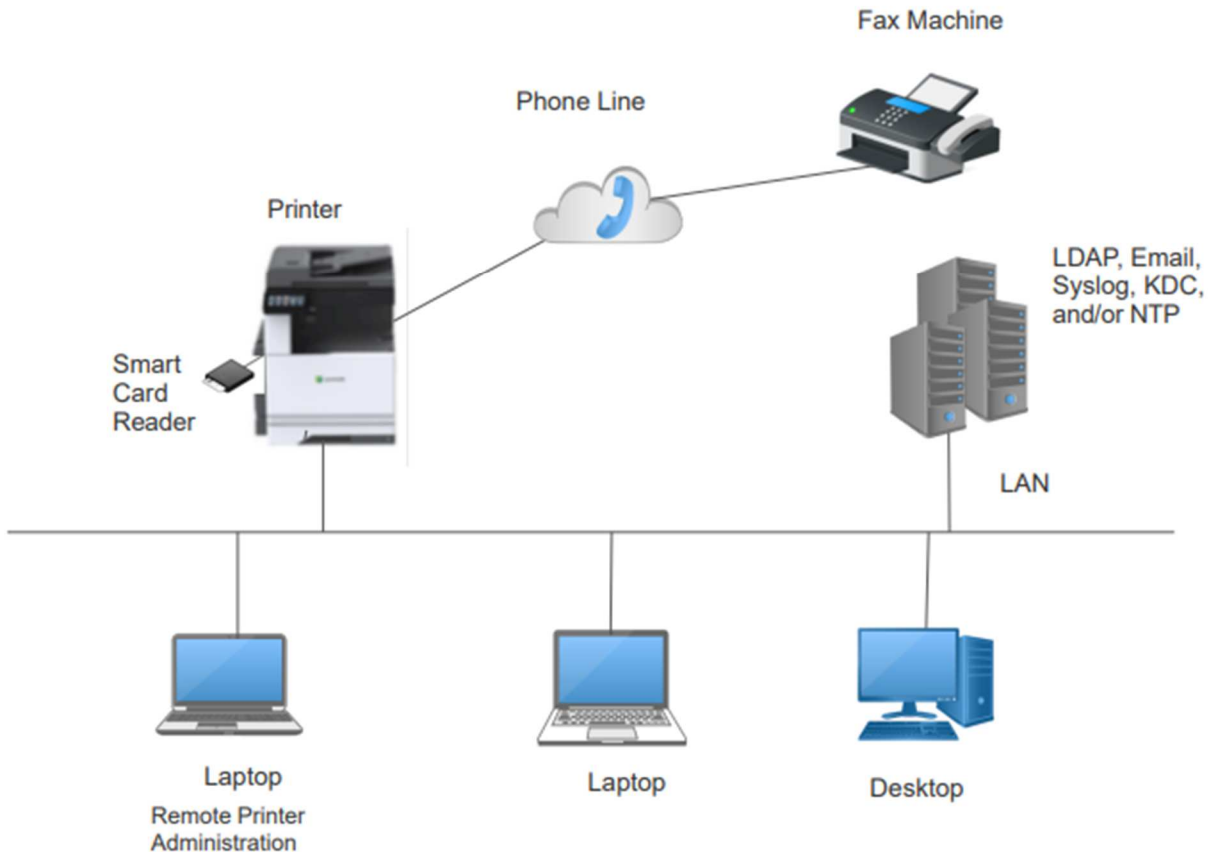 Fax Machine
Phone Line
Printer
LDAP, Email,
Syslog, KDC,
and/or NTP
Smart
Card
Reader
LAN
Laptop
Remote Printer
Administration
Laptop
Desktop